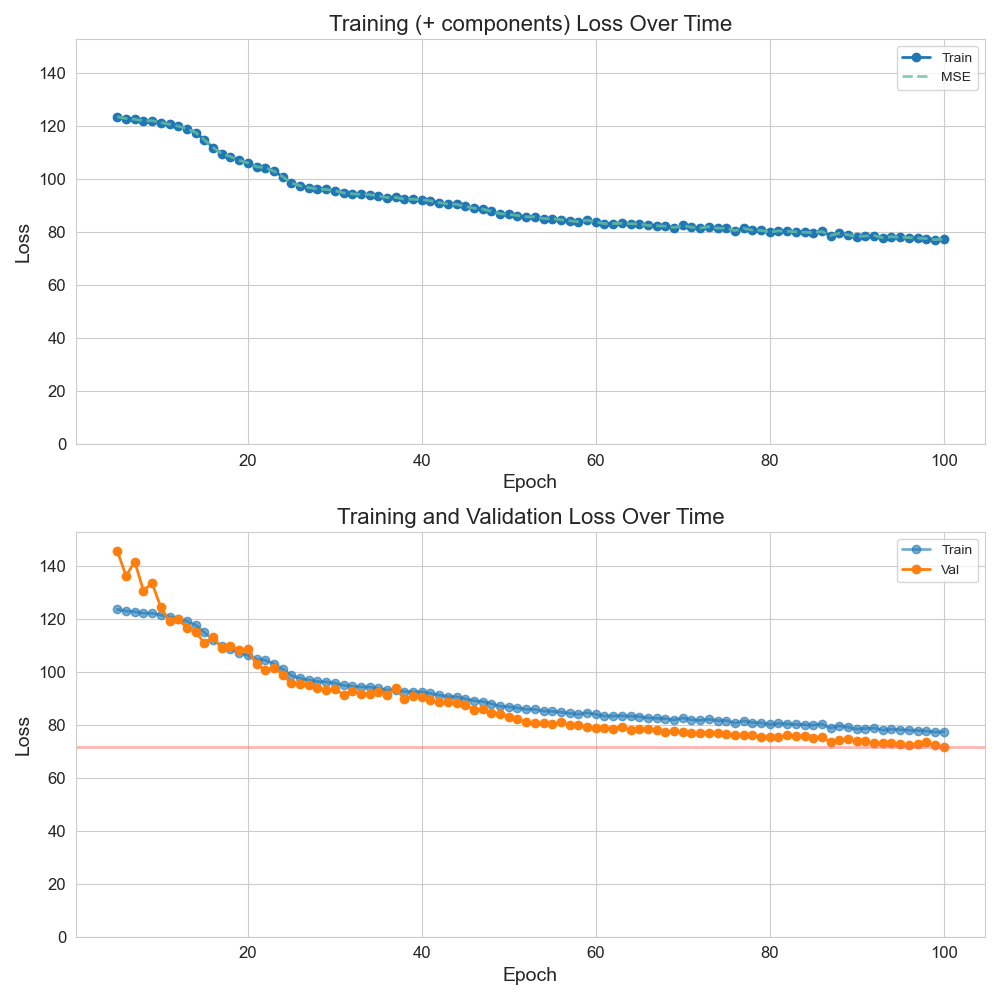 Training (+ components) Loss Over Time
Train
MSE
140
120
100
80
60
40
20
0
Loss
20 40 60 80 100
Epoch
Training and Validation Loss Over Time
Train
Val
140
120
100
80
60
40
20
0
Loss
20 40 60 80 100
Epoch